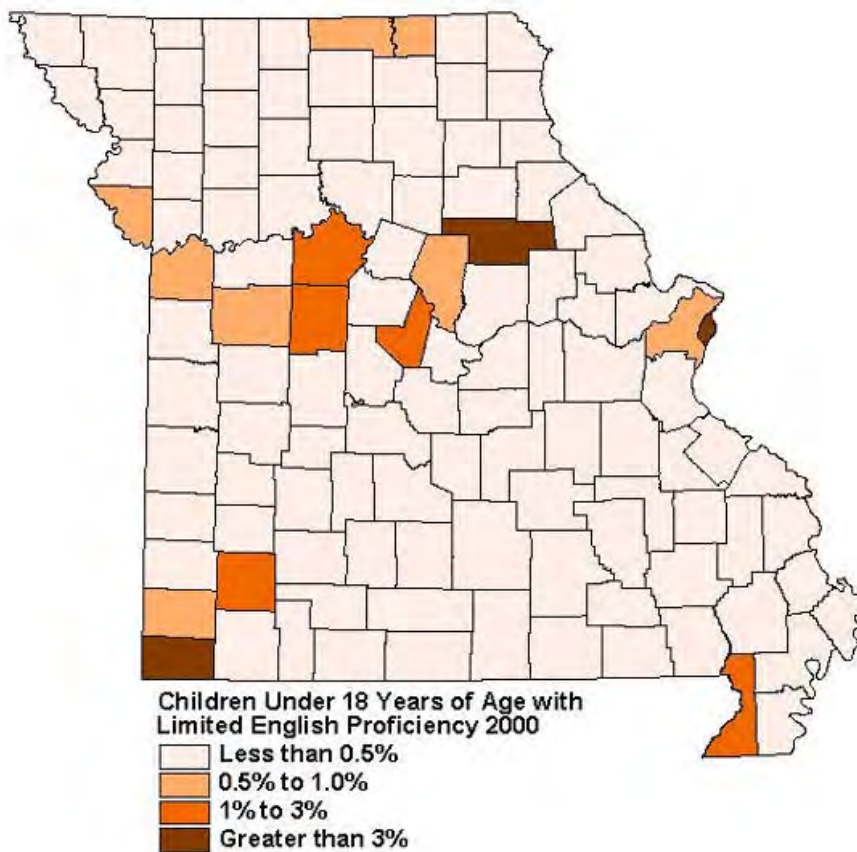 Children Under 18 Years of Age with
Limited English Proficiency 2000
Less than 0.5%
0.5% to 1.0%
1% to 3%
Greater than 3%